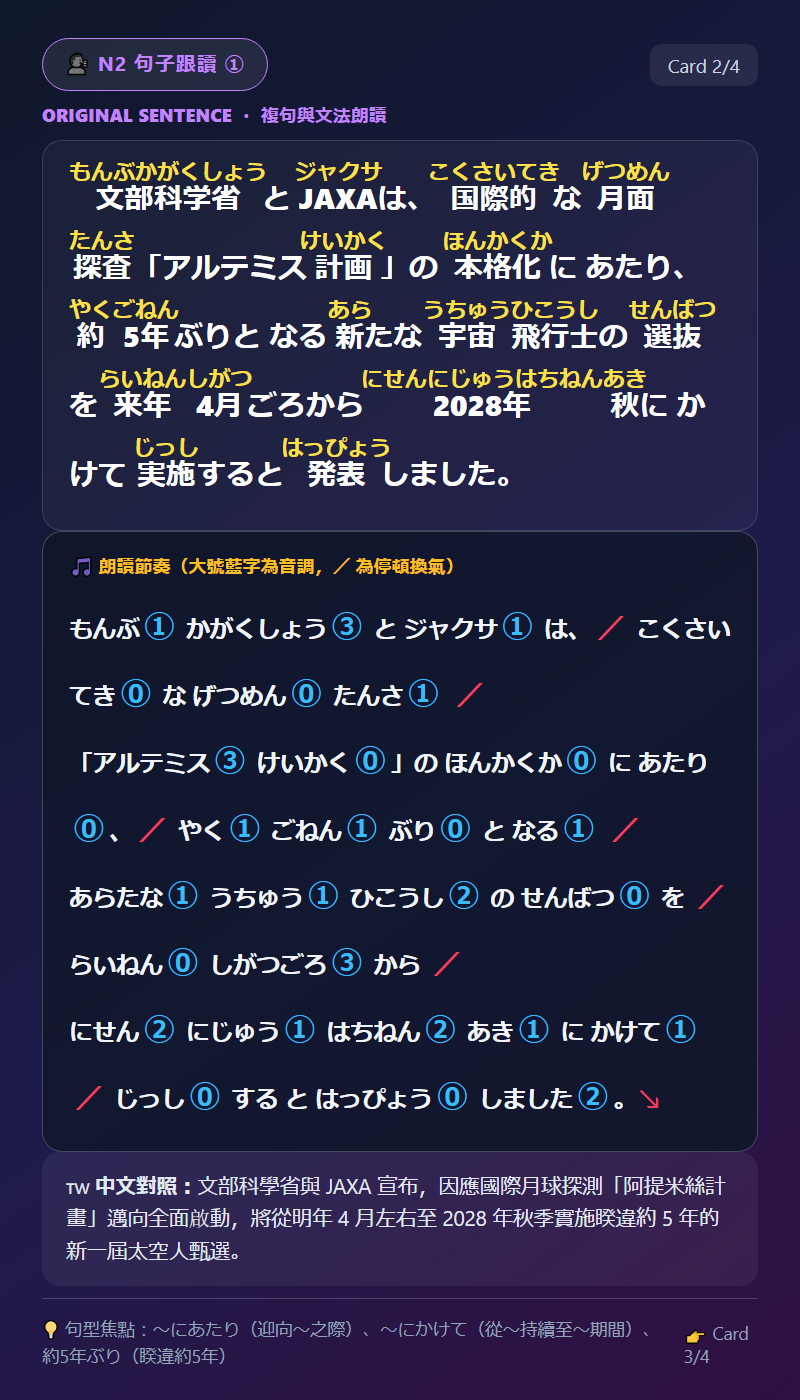 N2 句子跟讀 ①
Card 2/4
ORIGINAL SENTENCE · 複句與文法朗讀
もんぶかがくしょう ジャクサ こくさいてき げつめん
文部科学省 と JAXAは、 国際的 な 月面
たんさ けいかく ほんかくか
探査「アルテミス 計画 」の 本格化 に あたり、
やくごねん あら うちゅうひこうし せんばつ
約 5年 ぶりと なる 新たな 宇宙 飛行士の 選抜
らいねんしがつ にせんにじゅうはちねんあき
を 来年 4月 ごろから 2028年 秋に か
じっし はっぴょう
けて 実施すると 発表 しました。
🎵 朗讀節奏（大號藍字為音調，／ 為停頓換氣）
もんぶ ① かがくしょう ③ と ジャクサ ① は、 ／ こくさい
てき ⓪ な げつめん ⓪ たんさ ① ／
「アルテミス ③ けいかく ⓪ 」の ほんかくか ⓪ に あたり
⓪ 、 ／ やく ① ごねん ① ぶり ⓪ と なる ① ／
あらたな ① うちゅう ① ひこうし ② の せんばつ ⓪ を ／
らいねん ⓪ しがつごろ ③ から ／
にせん ② にじゅう ① はちねん ② あき ① に かけて ①
／ じっし ⓪ する と はっぴょう ⓪ しました ② 。↘
TW 中文對照：文部科學省與 JAXA 宣布，因應國際月球探測「阿提米絲計
畫」邁向全面啟動，將從明年 4 月左右至 2028 年秋季實施睽違約 5 年的
新一屆太空人甄選。
💡 句型焦點：～にあたり（迎向～之際）、～にかけて（從～持續至～期間）、
約5年ぶり（睽違約5年）
👉 Card
3/4